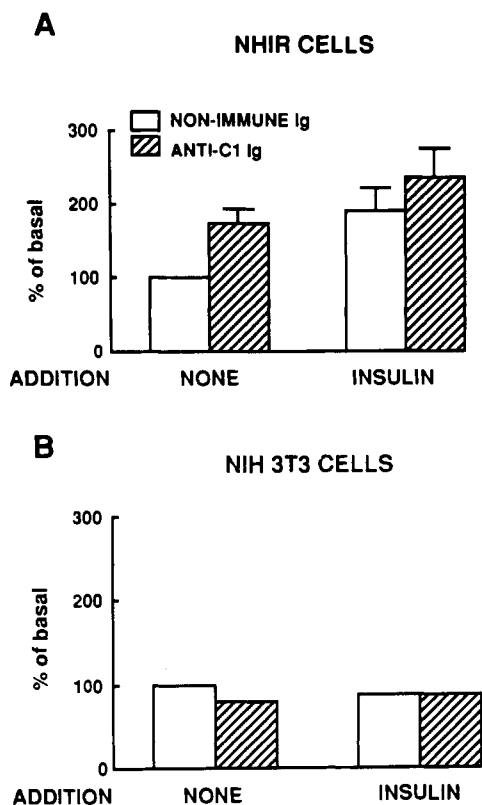 A
NHIR CELLS
NON-IMMUNE Ig
ANTI-C1 Ig
300
200
100
0
% of basal
ADDITION NONE INSULIN
B
NIH 3T3 CELLS
300
200
100
0
% of basal
ADDITION NONE INSULIN